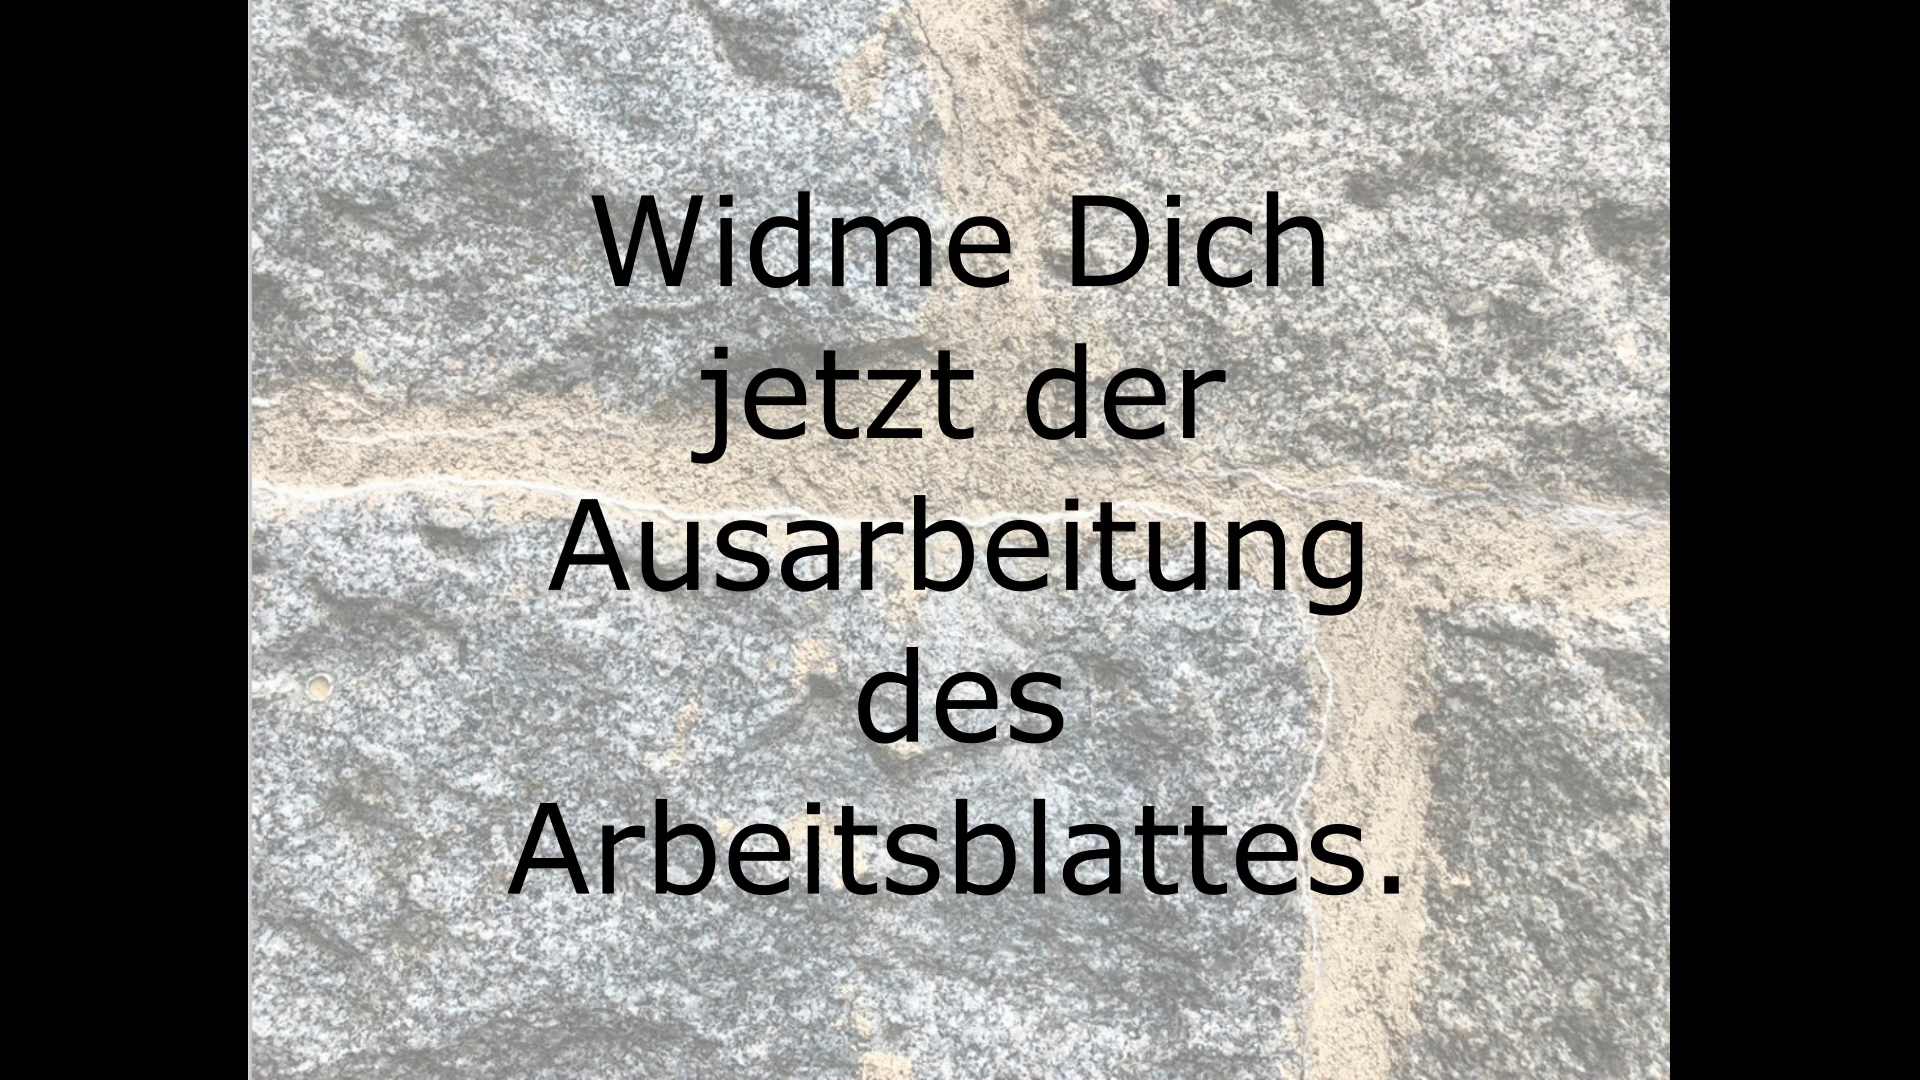 Widme Dich
jetzt der
Ausarbeitung
des
Arbeitsblattes.